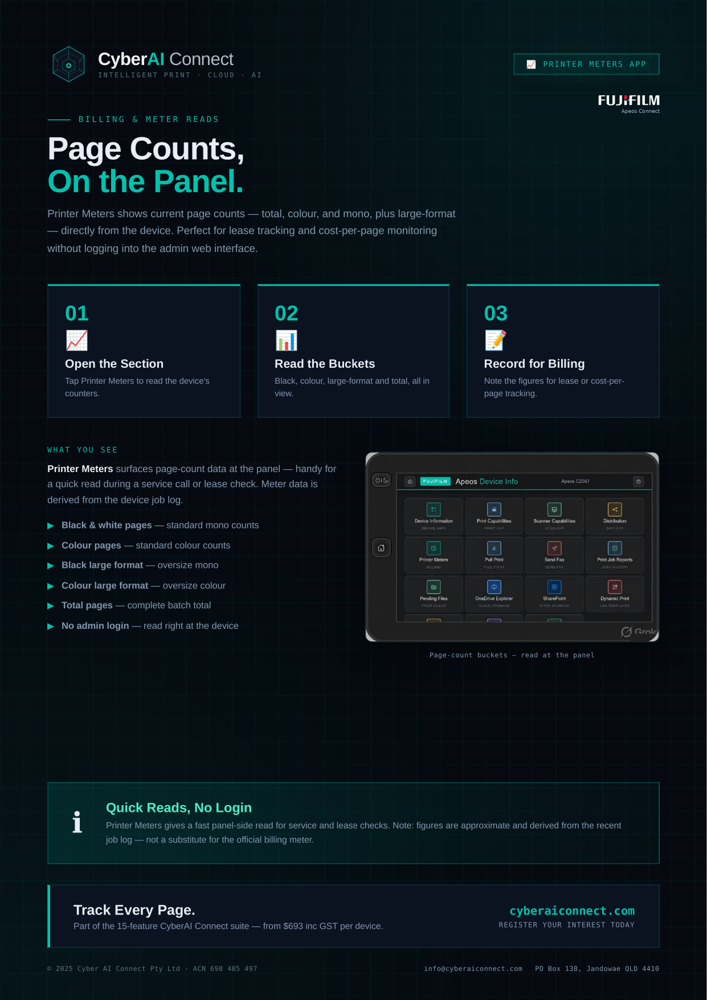 CyberAI Connect
INTELLIGENT PRINT · CLOUD · AI
📈 PRINTER METERS APP
FUJIFILM
Apeos Connect
BILLING & METER READS
Page Counts,
On the Panel.
Printer Meters shows current page counts — total, colour, and mono, plus large-format
— directly from the device. Perfect for lease tracking and cost-per-page monitoring
without logging into the admin web interface.
01
Open the Section
Tap Printer Meters to read the device's
counters.
02
Read the Buckets
Black, colour, large-format and total, all in
view.
03
Record for Billing
Note the figures for lease or cost-per-
page tracking.
WHAT YOU SEE
Printer Meters surfaces page-count data at the panel — handy for
a quick read during a service call or lease check. Meter data is
derived from the device job log.
▶ Black & white pages — standard mono counts
▶ Colour pages — standard colour counts
▶ Black large format — oversize mono
▶ Colour large format — oversize colour
▶ Total pages — complete batch total
▶ No admin login — read right at the device
FUJIFILM Apeos Device Info Apeos C2567
Device Information Print Capabilities Scanner Capabilities Distribution
DEVICE.INFO PRINT.CAP SCAN.CAP DIST.CAP
Printer Meters Pull Print Send Fax Print Job Reports
BILLING PULL.PRINT SEND.FAX JOBS.HISTORY
Pending Files OneDrive Explorer SharePoint Dynamic Print
PRINT.QUEUE CLOUD.STORAGE SITES.STORAGE VAR.TEMPLATES
Grok
Page-count buckets — read at the panel
Quick Reads, No Login
Printer Meters gives a fast panel-side read for service and lease checks. Note: figures are approximate and derived from the recent
job log — not a substitute for the official billing meter.
Track Every Page.
Part of the 15-feature CyberAI Connect suite — from $693 inc GST per device.
cyberaiconnect.com
REGISTER YOUR INTEREST TODAY
© 2025 Cyber AI Connect Pty Ltd · ACN 698 485 497
info@cyberaiconnect.com PO Box 138, Jandowae QLD 4410